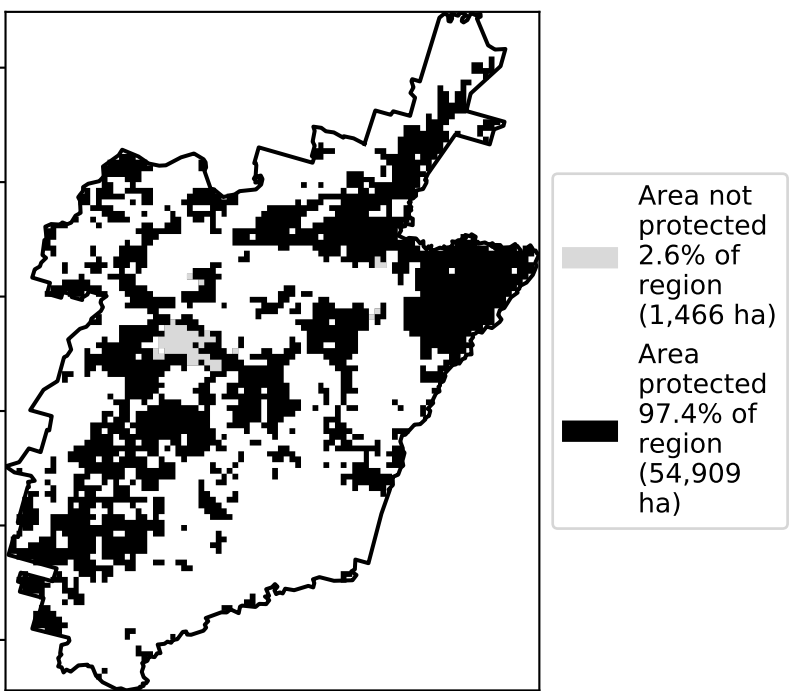 Area not
protected
2.6% of
region
(1,466 ha)
Area
protected
97.4% of
region
(54,909
ha)